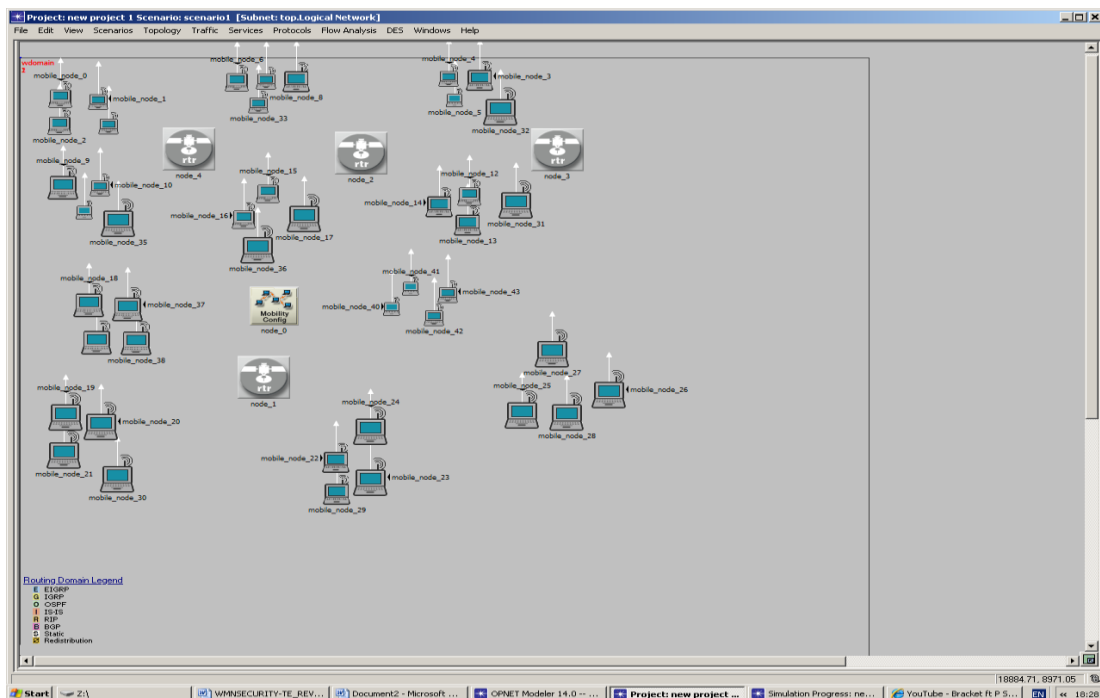 Project: new project 1 Scenario: scenario1 [Subnet: top.Logical Network]
File Edit View Scenarios Topology Traffic Services Protocols Flow Analysis DES Windows Help
wdomain
mobile_node_0
mobile_node_1
mobile_node_2
mobile_node_6
mobile_node_8
mobile_node_33
mobile_node_4
mobile_node_3
mobile_node_5
mobile_node_32
rtr
node_4
rtr
node_2
rtr
node_3
mobile_node_9
mobile_node_10
mobile_node_35
mobile_node_15
mobile_node_16
mobile_node_17
mobile_node_36
mobile_node_12
mobile_node_14
mobile_node_31
mobile_node_13
mobile_node_18
mobile_node_37
mobile_node_38
Mobility
Config
node_0
mobile_node_41
mobile_node_40
mobile_node_43
mobile_node_42
rtr
node_1
mobile_node_27
mobile_node_25
mobile_node_26
mobile_node_28
mobile_node_19
mobile_node_20
mobile_node_21
mobile_node_30
mobile_node_24
mobile_node_22
mobile_node_23
mobile_node_29
Routing Domain Legend
E EIGRP
G IGRP
O OSPF
I IS-IS
R RIP
B BGP
S Static
Redistribution
18884.71, 8971.05
Start Z:\ WMNSECURITY-TE_REV... Document2 - Microsoft ... OPNET Modeler 14.0 -- ... Project: new project ... Simulation Progress: ne... YouTube - Bracket ft P S... EN « 18:28